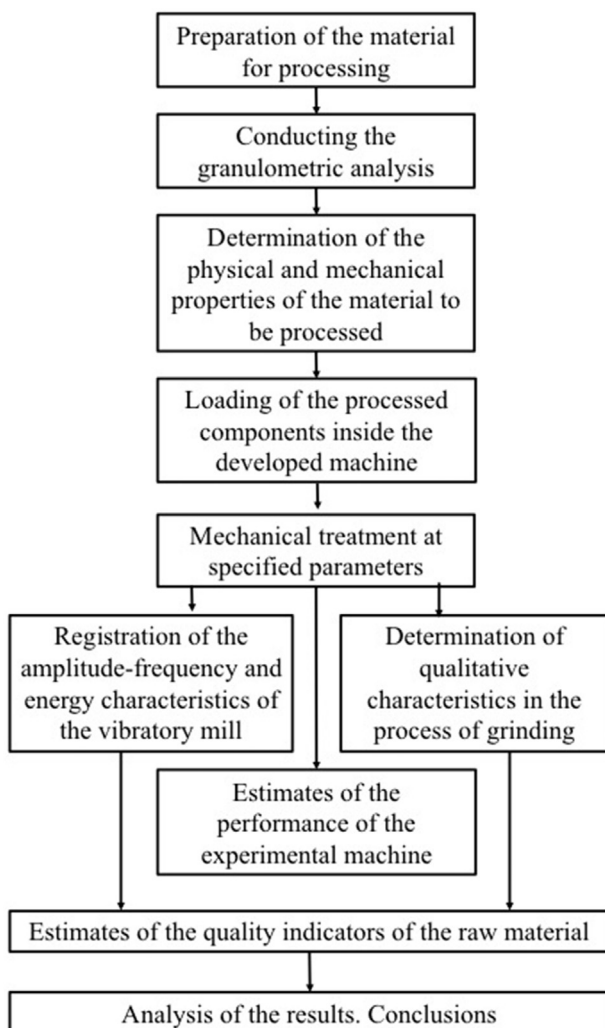 Preparation of the material
for processing
Conducting the
granulometric analysis
Determination of the
physical and mechanical
properties of the material to
be processed
Loading of the processed
components inside the
developed machine
Mechanical treatment at
specified parameters
Registration of the
amplitude-frequency and
energy characteristics of
the vibratory mill
Determination of
qualitative
characteristics in the
process of grinding
Estimates of the
performance of the
experimental machine
Estimates of the quality indicators of the raw material
Analysis of the results. Conclusions